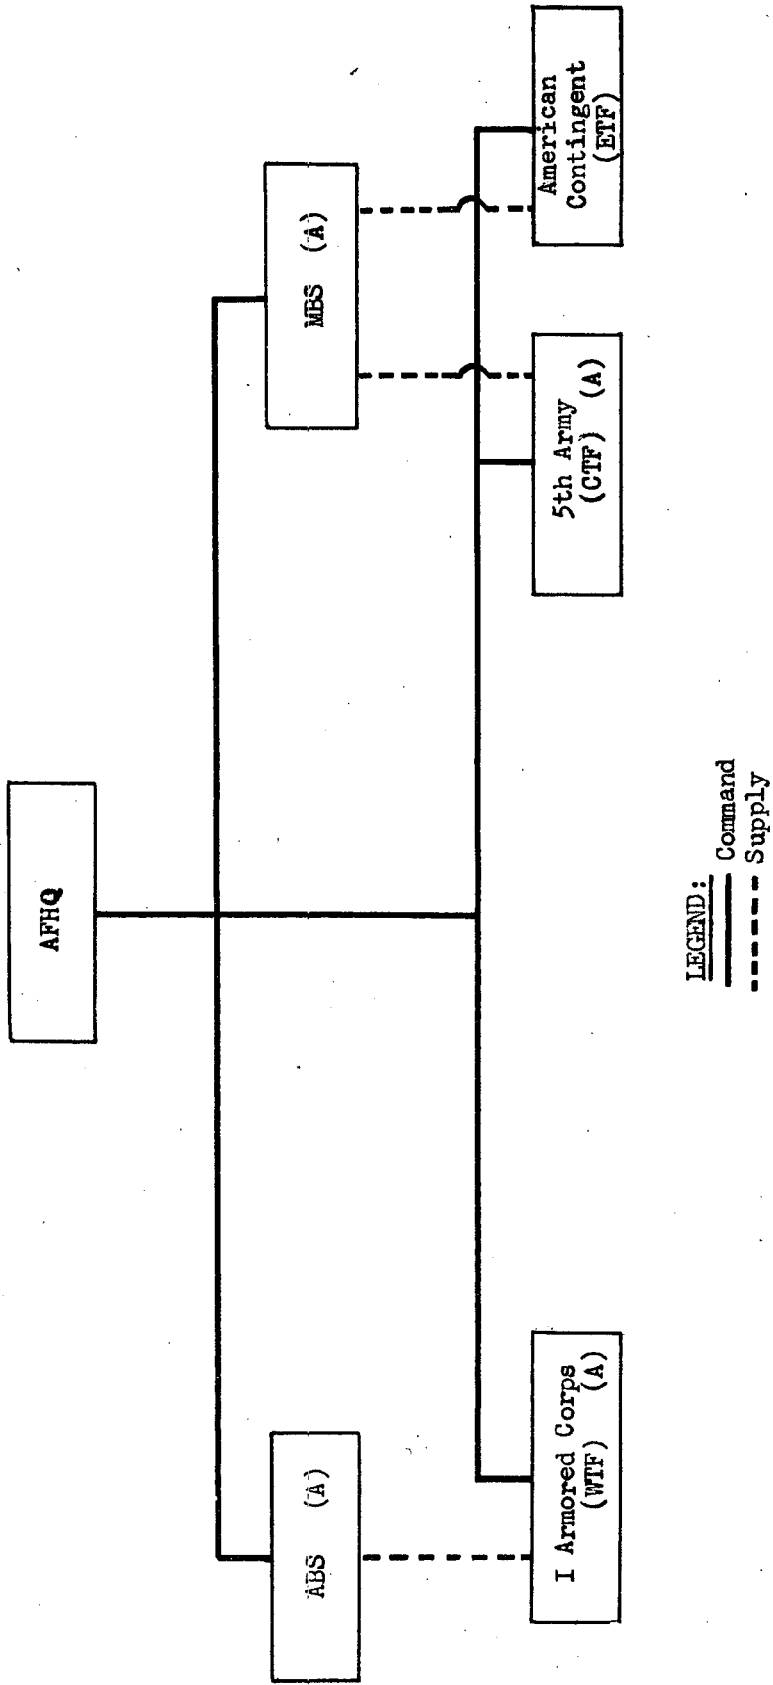 AFHQ
ABS (A)
MBS (A)
I Armored Corps
(WTF) (A)
5th Army
(CTF) (A)
American
Contingent
(ETF)
LEGEND:
Command
Supply